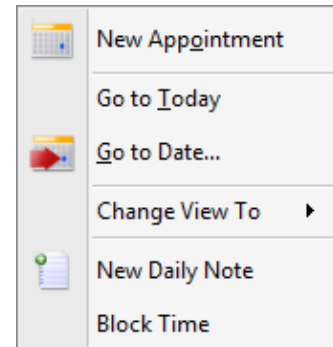 New Appointment
Go to Today
Go to Date...
Change View To
New Daily Note
Block Time